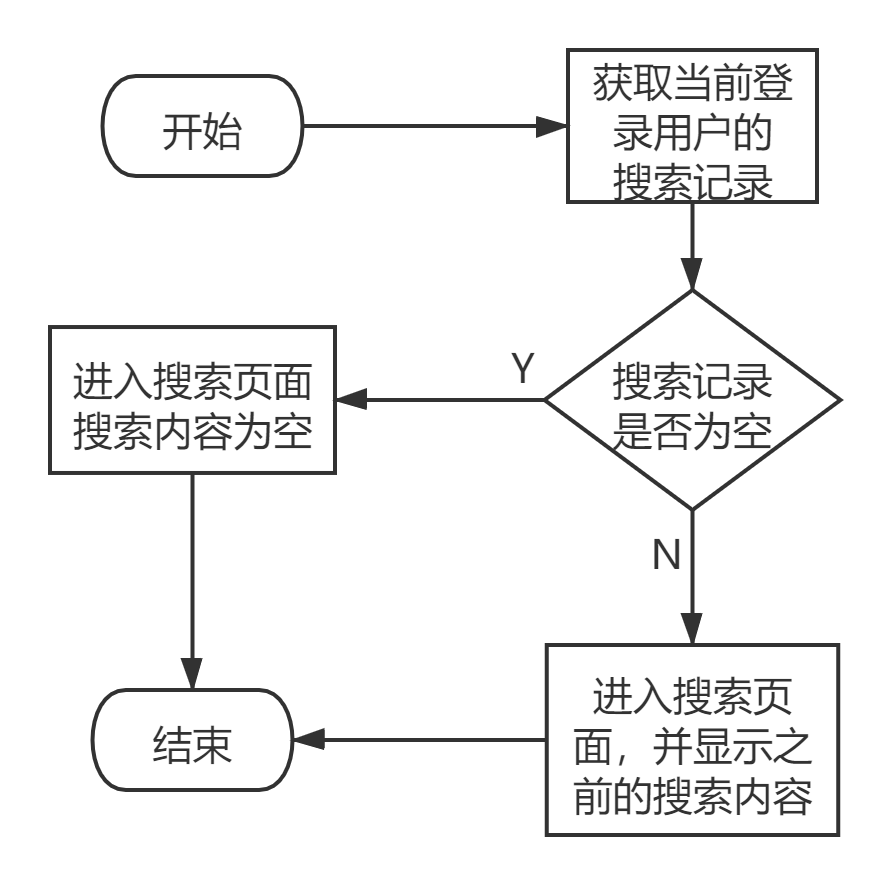 开始
获取当前登
录用户的
搜索记录
搜索记录
是否为空
Y
进入搜索页面
搜索内容为空
N
进入搜索页
面，并显示之
前的搜索内容
结束